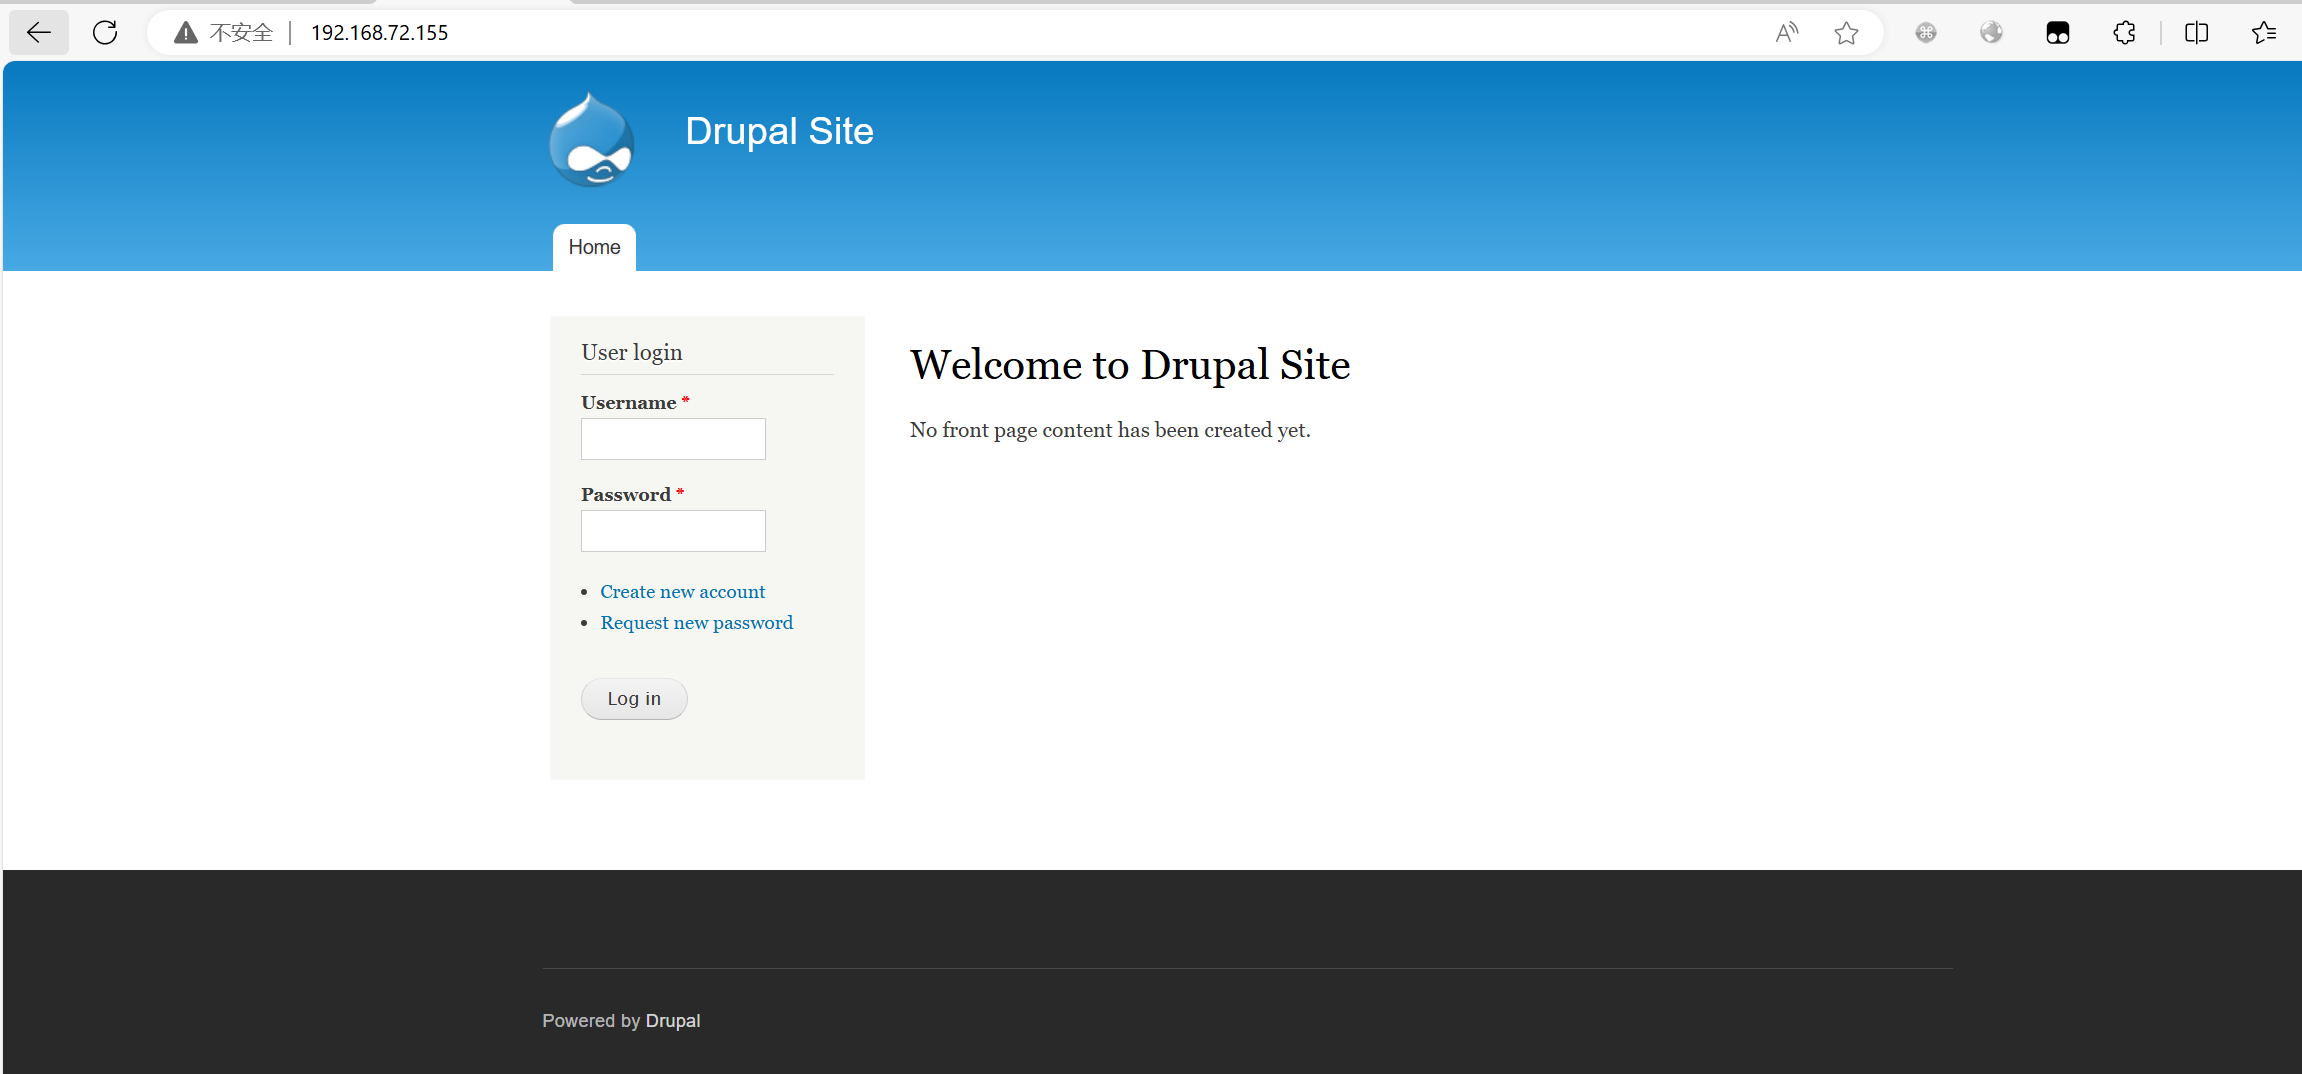 不安全 192.168.72.155
Drupal Site
Home
User login
Username *
Password *
Create new account
Request new password
Log in
Welcome to Drupal Site
No front page content has been created yet.
Powered by Drupal